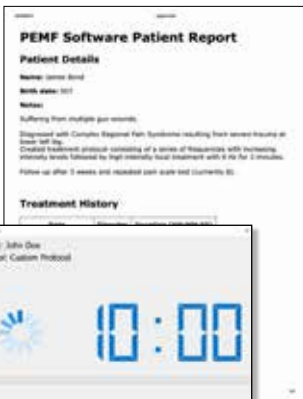 PEMF Software Patient Report
Patient Details
Name: James Bond
Birth date: 007
Notes:
Suffering from multiple gun wounds.
Diagnosed with Complex Regional Pain Syndrome resulting from severe trauma at
lower left leg.
Created treatment protocol consisting of a series of frequencies with increasing
intensity levels followed by high intensity local treatment with 6 Hz for 2 minutes.
Follow up after 3 weeks and repeated pain scale test (currently 8).
Treatment History
John Doe
Custom Protocol
10:00